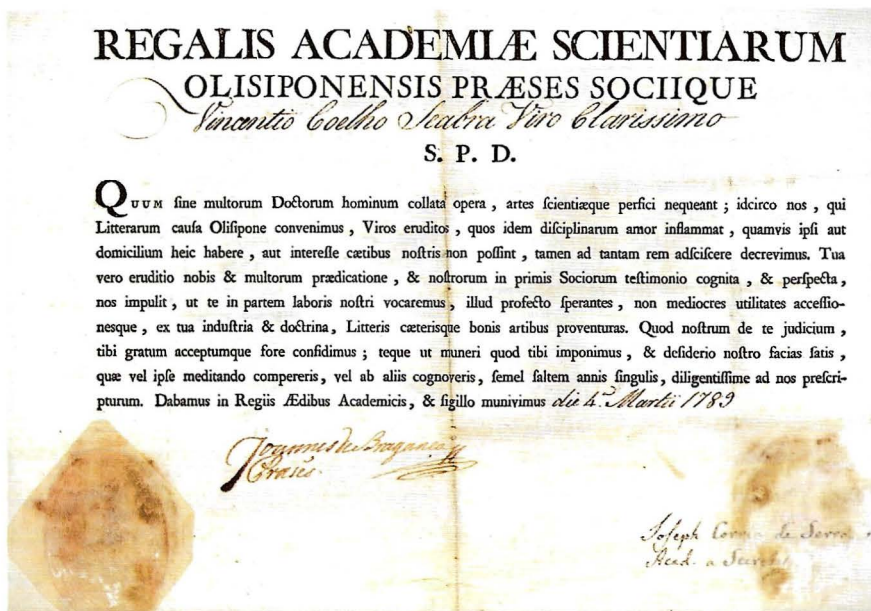 REGALIS ACADEMIÆ SCIENTIARUM
OLISIPONENSIS PRÆSES SOCIIQUE
Vincentio Coelho Seabra Viro Clarissimo
S. P. D.
QUUM ſine multorum Doctorum hominum collata opera , artes ſcientiæque perfici nequeant ; idcirco nos , qui
Litterarum cauſa Oliſipone convenimus , Viros eruditos , quos idem diſciplinarum amor inflammat , quamvis ipſi aut
domicilium heic habere , aut intereſſe cætibus noſtris non poſſint , tamen ad tantam rem adſciſcere decrevimus. Tua
vero eruditio nobis & multorum prædicatione , & noſtrorum in primis Sociorum teſtimonio cognita , & perſpecta ,
nos impulit , ut te in partem laboris noſtri vocaremus , illud profecto ſperantes , non mediocres utilitates acceſſio-
nesque , ex tua induſtria & doctrina , Litteris cæterisque bonis artibus proventuras. Quod noſtrum de te judicium ,
tibi gratum acceptumque fore confidimus ; teque ut muneri quod tibi imponimus , & deſiderio noſtro facias ſatis ,
quæ vel ipſe meditando compereris , vel ab aliis cognoveris , ſemel ſaltem annis ſingulis , diligentiſſime ad nos preſcri-
pturum. Dabamus in Regiis Ædibus Academicis , & ſigillo munivimus die 4.ª Martii 1789
Joannes de Braganca
Præses.
Joseph Correa de Serra
Acad. a Secretis